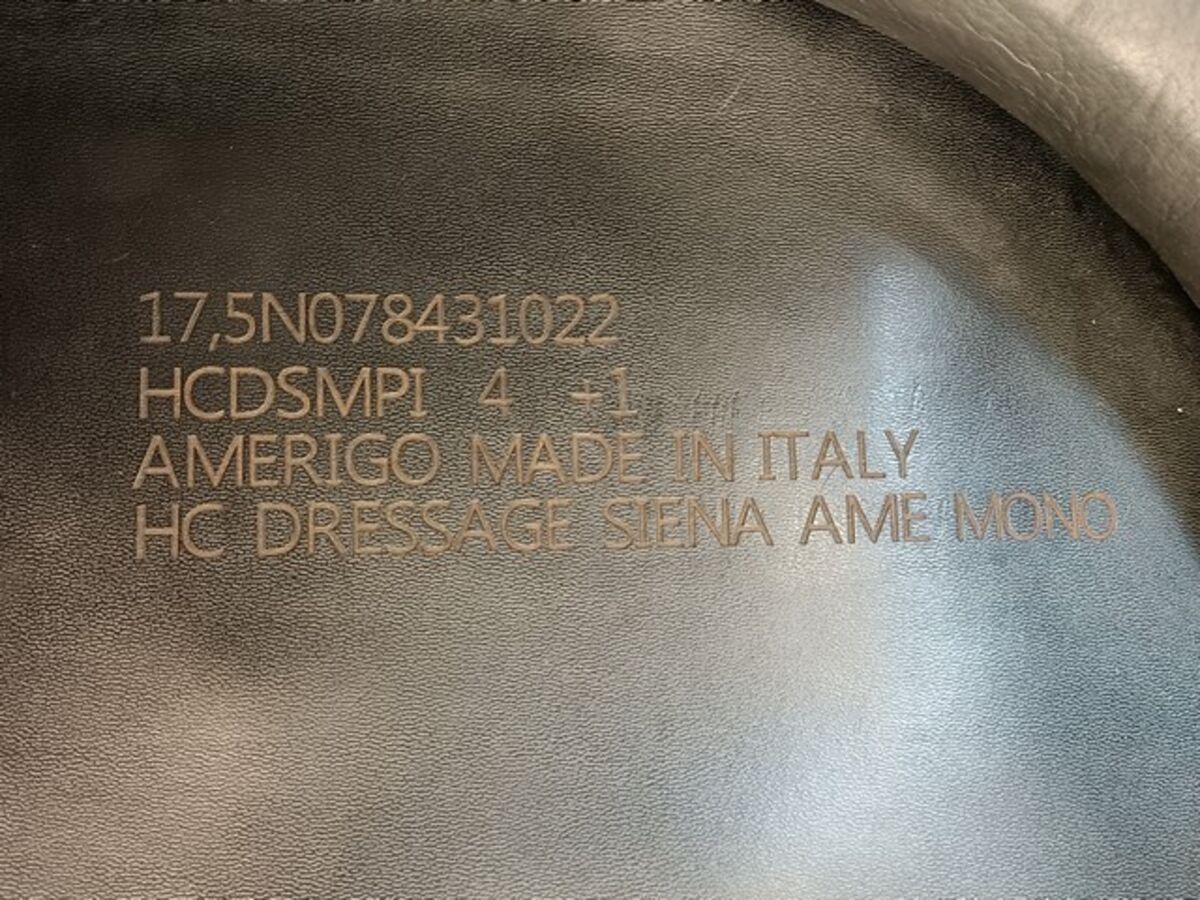 17,5N078431022
HCDSMPI 4 +1
AMERIGO MADE IN ITALY
HC DRESSAGE SIENA AME MONO